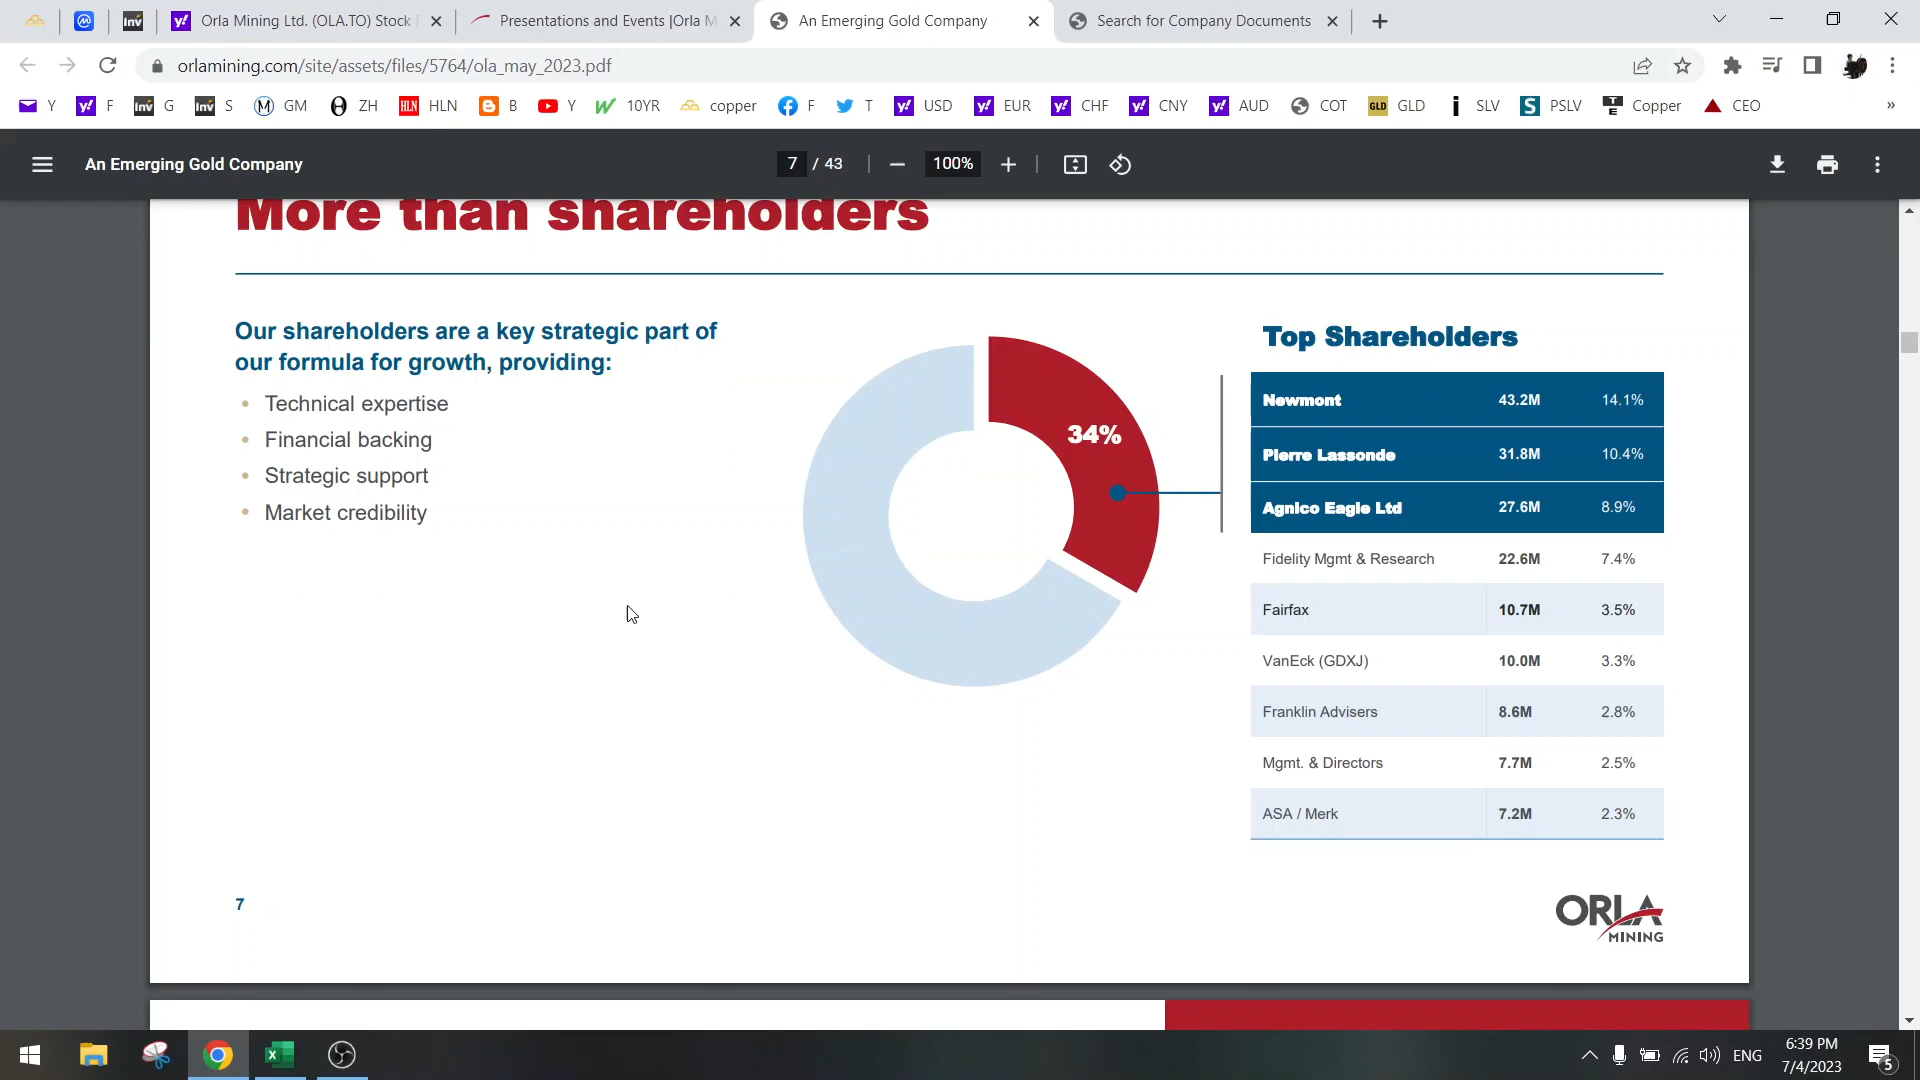 Orla Mining Ltd. (OLA.TO) Stock
Presentations and Events |Orla M
An Emerging Gold Company
Search for Company Documents
orlamining.com/site/assets/files/5764/ola_may_2023.pdf
Y F G S GM ZH HLN B Y 10YR copper F T USD EUR CHF CNY AUD COT GLD SLV PSLV Copper CEO
An Emerging Gold Company
7 / 43
100%
More than shareholders
Our shareholders are a key strategic part of
our formula for growth, providing:
• Technical expertise
• Financial backing
• Strategic support
• Market credibility
34%
Top Shareholders
Newmont 43.2M 14.1%
Pierre Lassonde 31.8M 10.4%
Agnico Eagle Ltd 27.6M 8.9%
Fidelity Mgmt & Research 22.6M 7.4%
Fairfax 10.7M 3.5%
VanEck (GDXJ) 10.0M 3.3%
Franklin Advisers 8.6M 2.8%
Mgmt. & Directors 7.7M 2.5%
ASA / Merk 7.2M 2.3%
7
ORLA
MINING
ENG
6:39 PM
7/4/2023
5